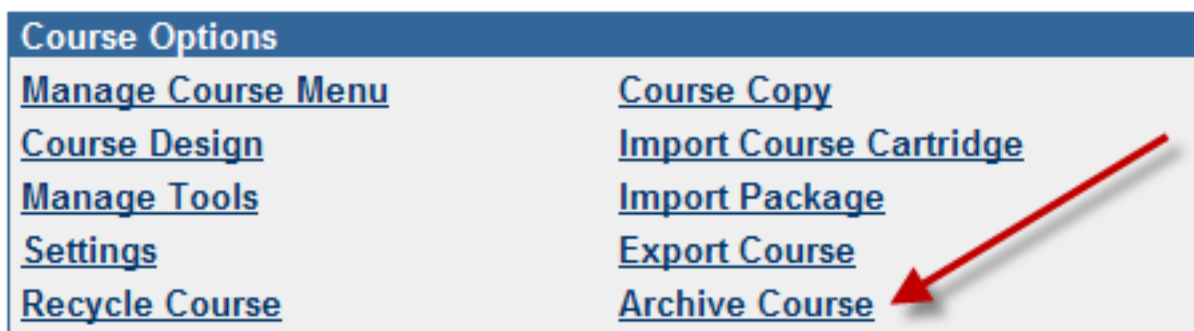 Course Options
Manage Course Menu
Course Design
Manage Tools
Settings
Recycle Course
Course Copy
Import Course Cartridge
Import Package
Export Course
Archive Course